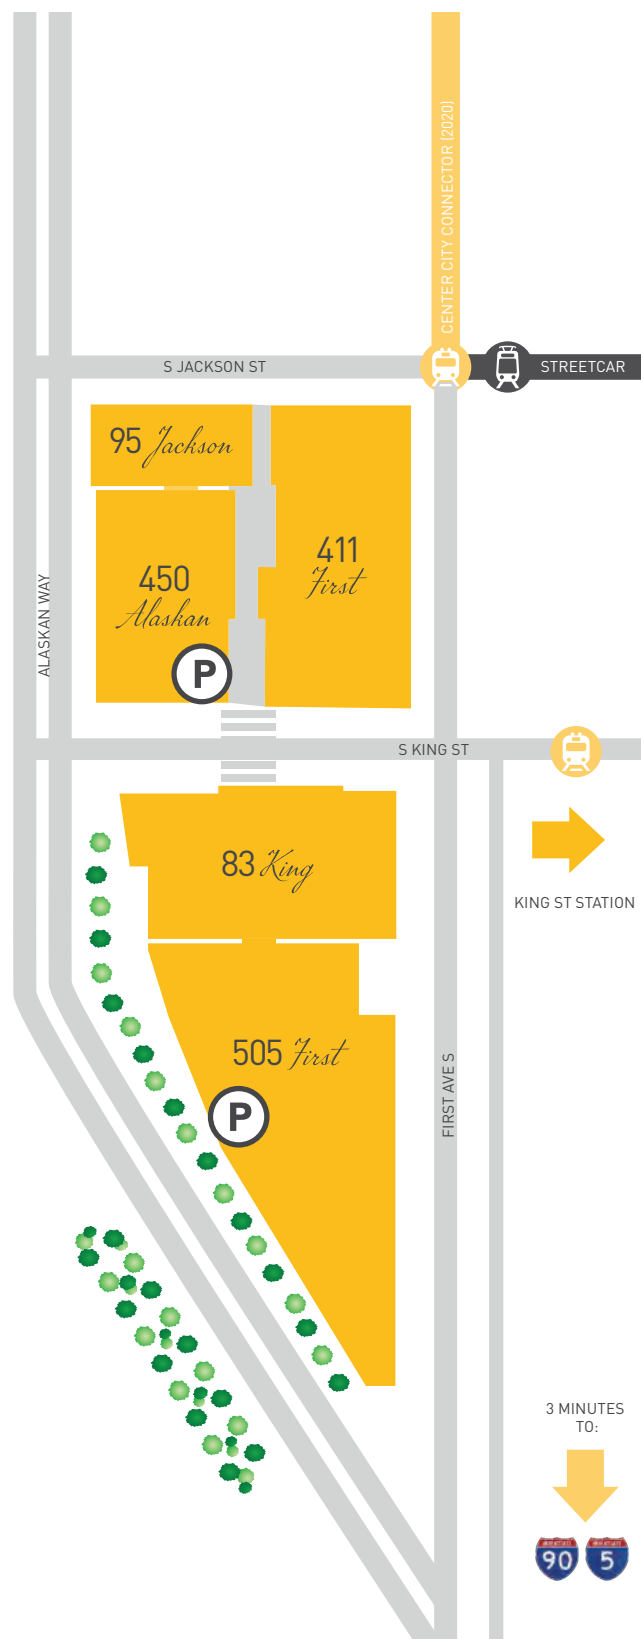 CENTER CITY CONNECTOR (2020)
S JACKSON ST
STREETCAR
95 Jackson
411
First
450
Alaskan
ALASKAN WAY
P
S KING ST
83 King
KING ST STATION
505 First
FIRST AVE S
P
3 MINUTES
TO:
90 5